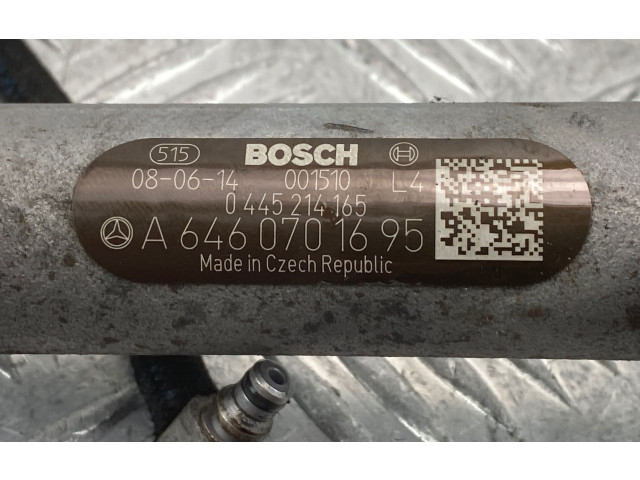 515 BOSCH
08-06-14 001510 L4
0 445 214 165
A 646 070 16 95
Made in Czech Republic